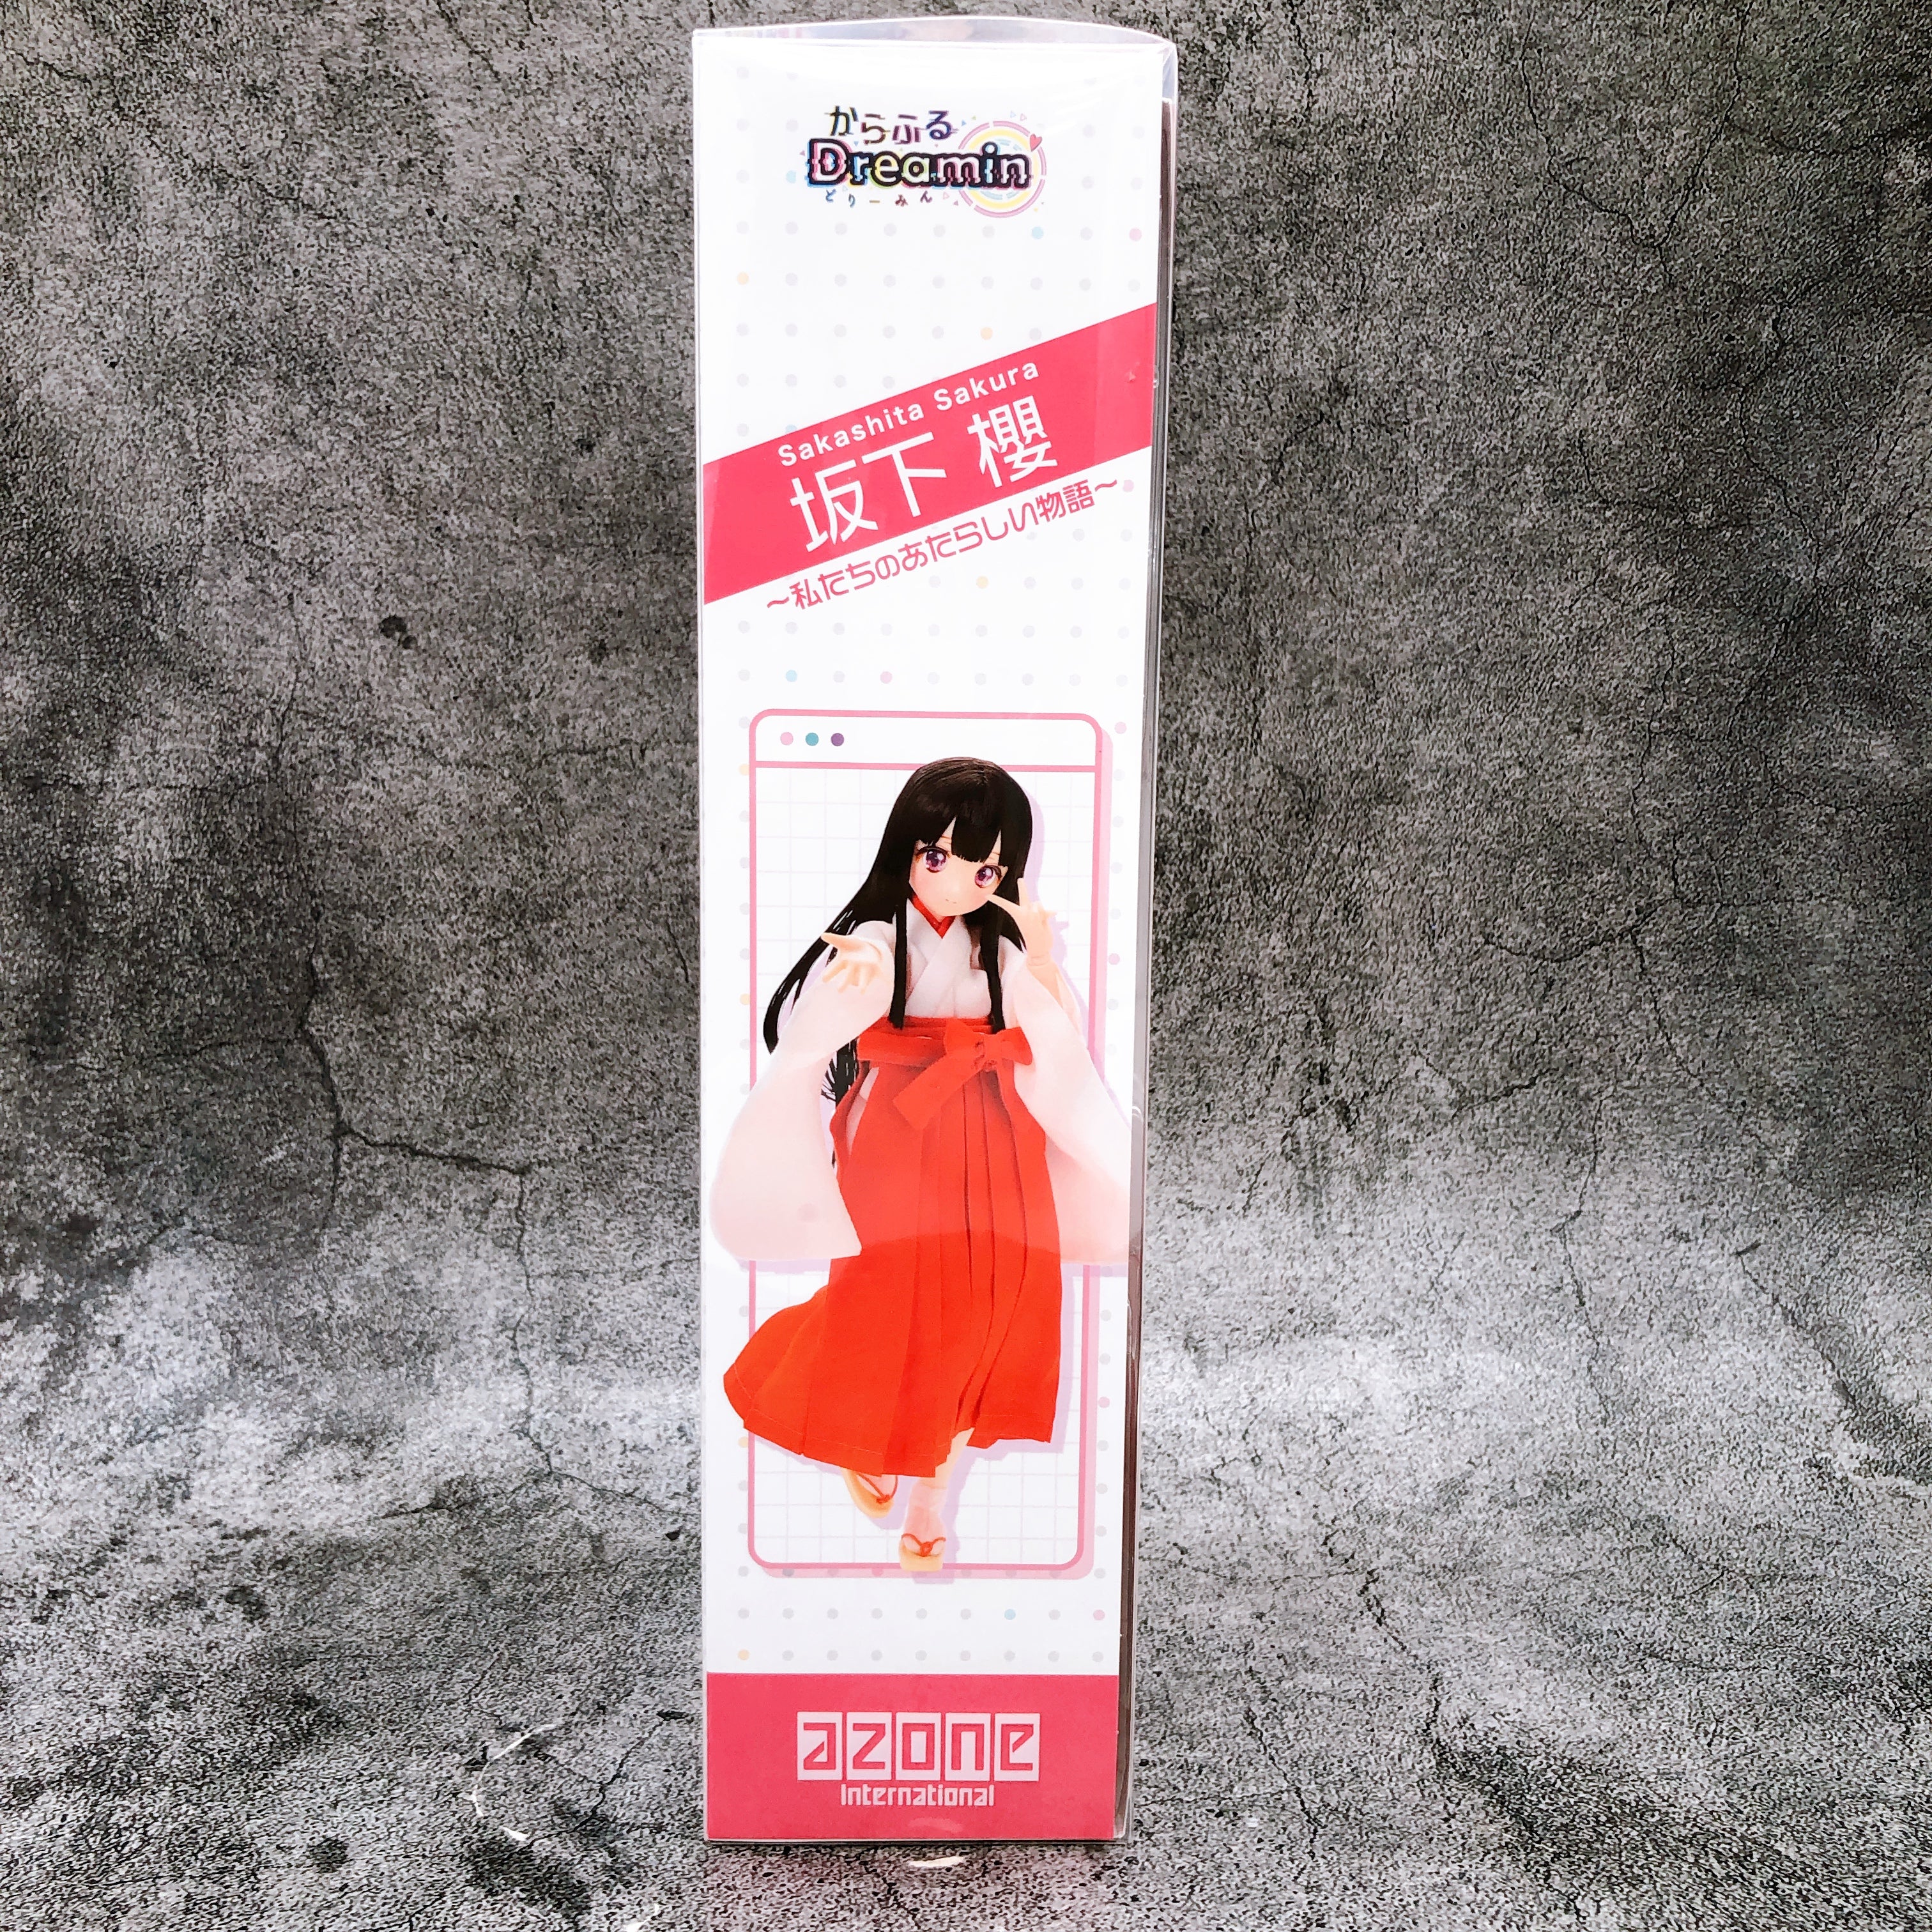 からふる
Dreamin'
どりーみん
Sakashita Sakura
坂下 櫻
～私たちのあたらしい物語～
azone
International